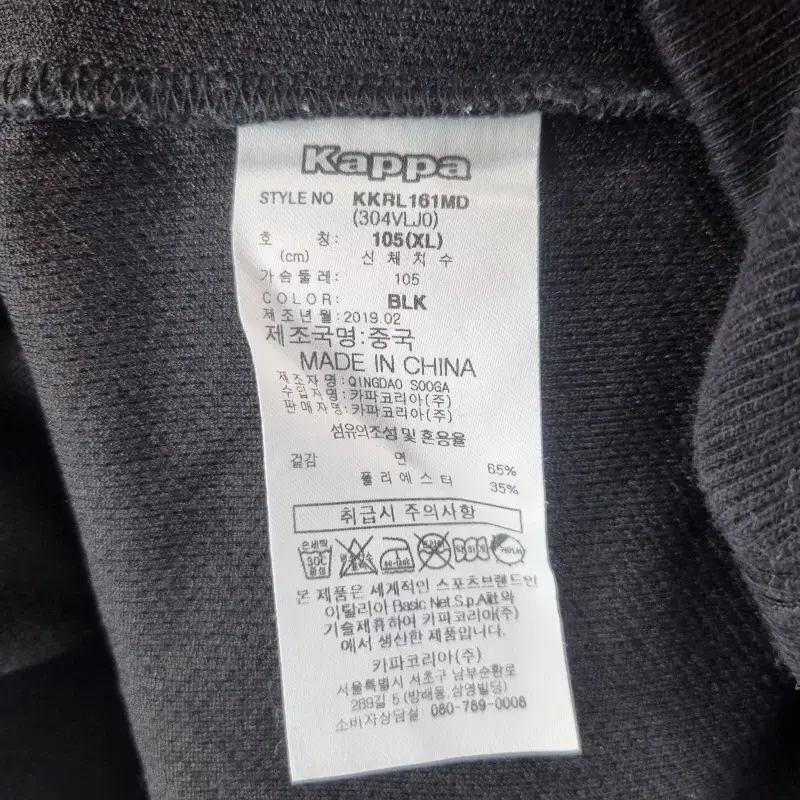 Kappa
STYLE NO KKRL161MD
(304VLJ0)
호 칭: 105(XL)
(cm) 신체치수
가슴둘레: 105
COLOR: BLK
제조년월:2019.02
제조국명:중국
MADE IN CHINA
제조자명:QINGDAO SOOGA
수입자명:카파코리아(주)
판매자명:카파코리아(주)
섬유의조성 및 혼용율
겉감 면 65%
폴리에스터 35%
취급시 주의사항
손세탁
30C
중성
80-120℃
본 제품은 세계적인 스포츠브랜드인
이탈리아 Basic Net S.p.A社와
기술제휴하여 카파코리아(주)
에서 생산한 제품입니다.
카파코리아(주)
서울특별시 서초구 남부순환로
269길 5 (방배동,삼영빌딩)
소비자상담실: 080-789-0008